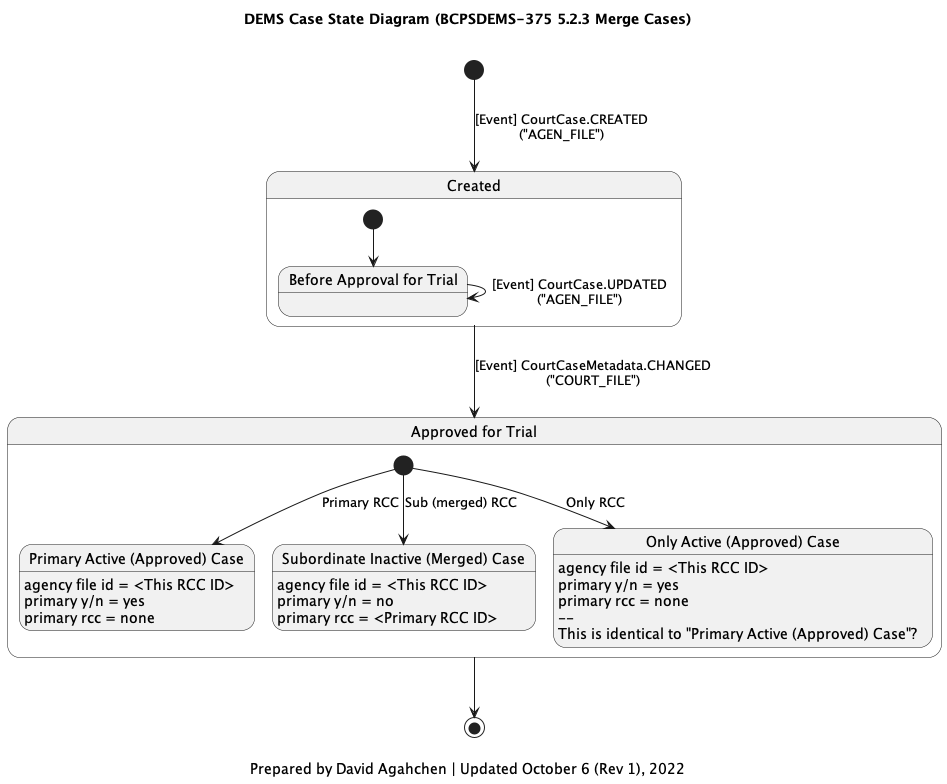 DEMS Case State Diagram (BCPSDEMS-375 5.2.3 Merge Cases)
[Event] CourtCase.CREATED
("AGEN_FILE")
Created
Before Approval for Trial
[Event] CourtCase.UPDATED
("AGEN_FILE")
[Event] CourtCaseMetadata.CHANGED
("COURT_FILE")
Approved for Trial
Primary RCC
Sub (merged) RCC
Only RCC
Primary Active (Approved) Case
agency file id = <This RCC ID>
primary y/n = yes
primary rcc = none
Subordinate Inactive (Merged) Case
agency file id = <This RCC ID>
primary y/n = no
primary rcc = <Primary RCC ID>
Only Active (Approved) Case
agency file id = <This RCC ID>
primary y/n = yes
primary rcc = none
--
This is identical to "Primary Active (Approved) Case"?
Prepared by David Agahchen | Updated October 6 (Rev 1), 2022